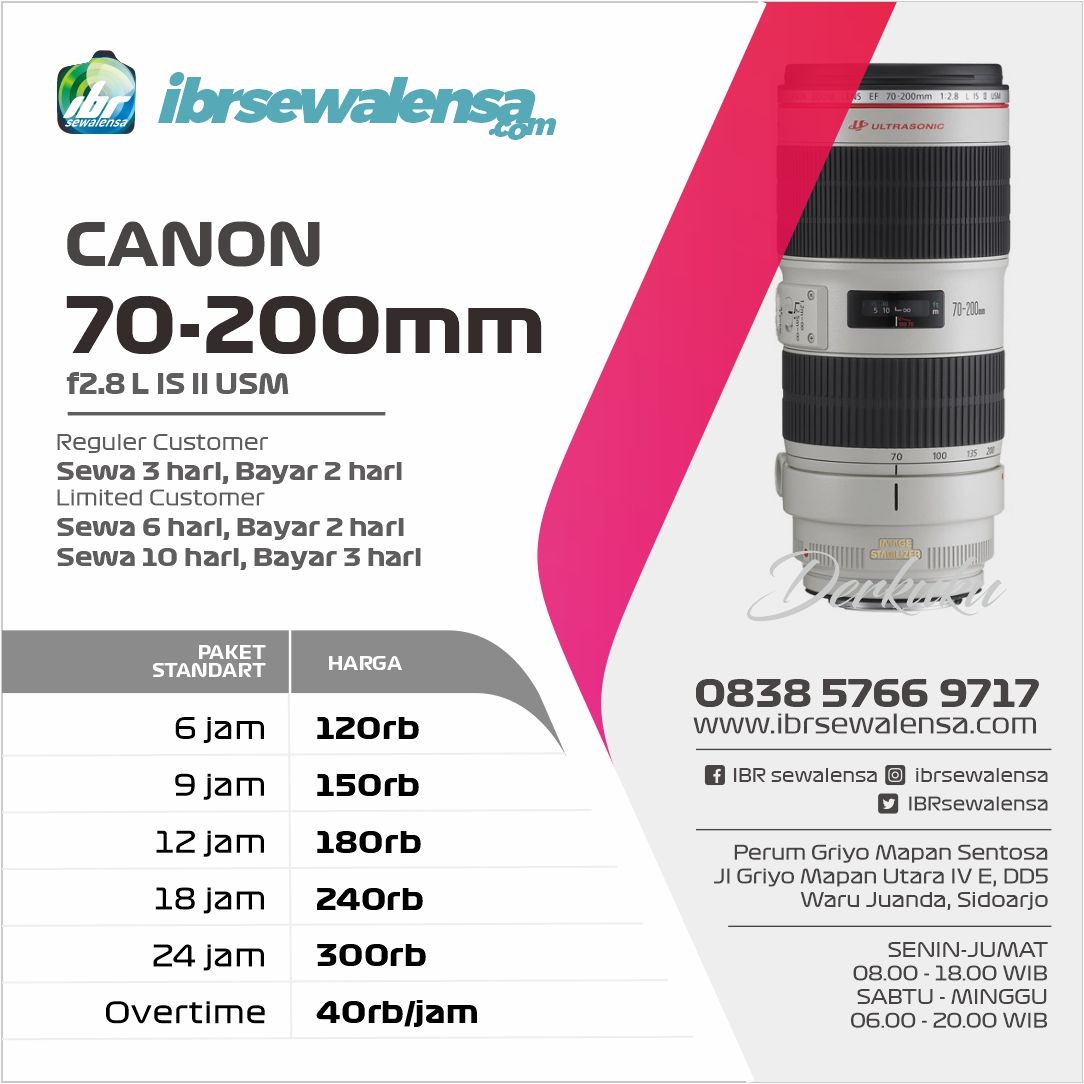 ibr
sewalensa
ibrsewalensa
.com
CANON
70-200mm
f2.8 L IS II USM
Reguler Customer
Sewa 3 hari, Bayar 2 hari
Limited Customer
Sewa 6 hari, Bayar 2 hari
Sewa 10 hari, Bayar 3 hari
PAKET
STANDART
HARGA
6 jam 120rb
9 jam 150rb
12 jam 180rb
18 jam 240rb
24 jam 300rb
Overtime 40rb/jam
LENS EF 70-200mm 1:2.8 L IS II USM
ULTRASONIC
ft
m
5 10 ∞
70-200mm
70 100 135 200
IMAGE
STABILIZER
Derkuku
0838 5766 9717
www.ibrsewalensa.com
IBR sewalensa ibrsewalensa
IBRsewalensa
Perum Griyo Mapan Sentosa
Jl Griyo Mapan Utara IV E, DD5
Waru Juanda, Sidoarjo
SENIN-JUMAT
08.00 - 18.00 WIB
SABTU - MINGGU
06.00 - 20.00 WIB